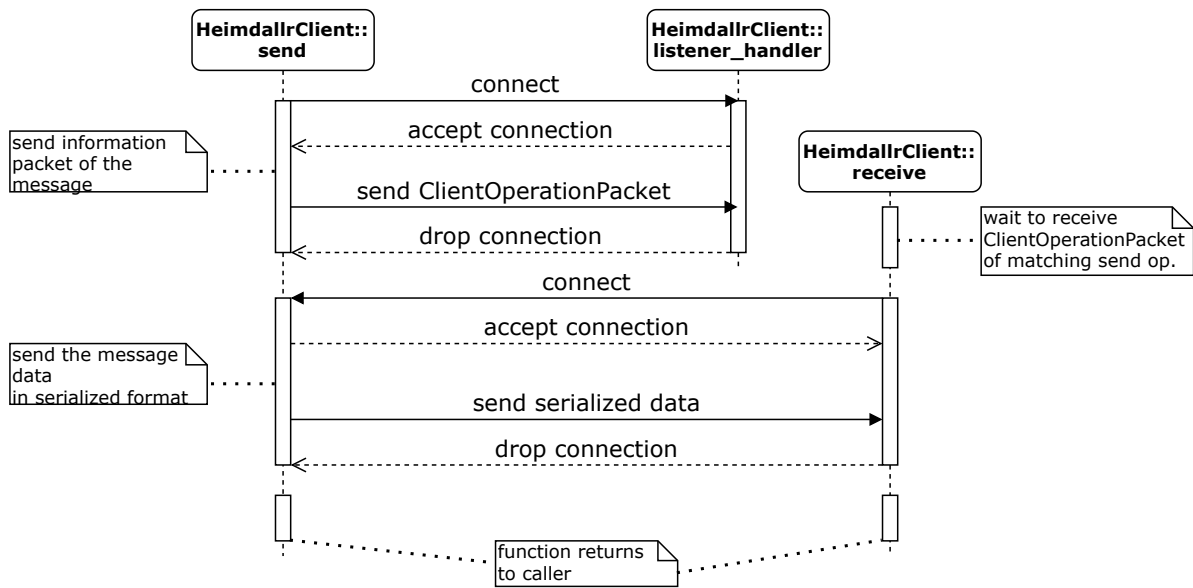 HeimdallrClient::
send
HeimdallrClient::
listener_handler
connect
accept connection
send information
packet of the
message
HeimdallrClient::
receive
send ClientOperationPacket
wait to receive
ClientOperationPacket
of matching send op.
drop connection
connect
accept connection
send the message
data
in serialized format
send serialized data
drop connection
function returns
to caller